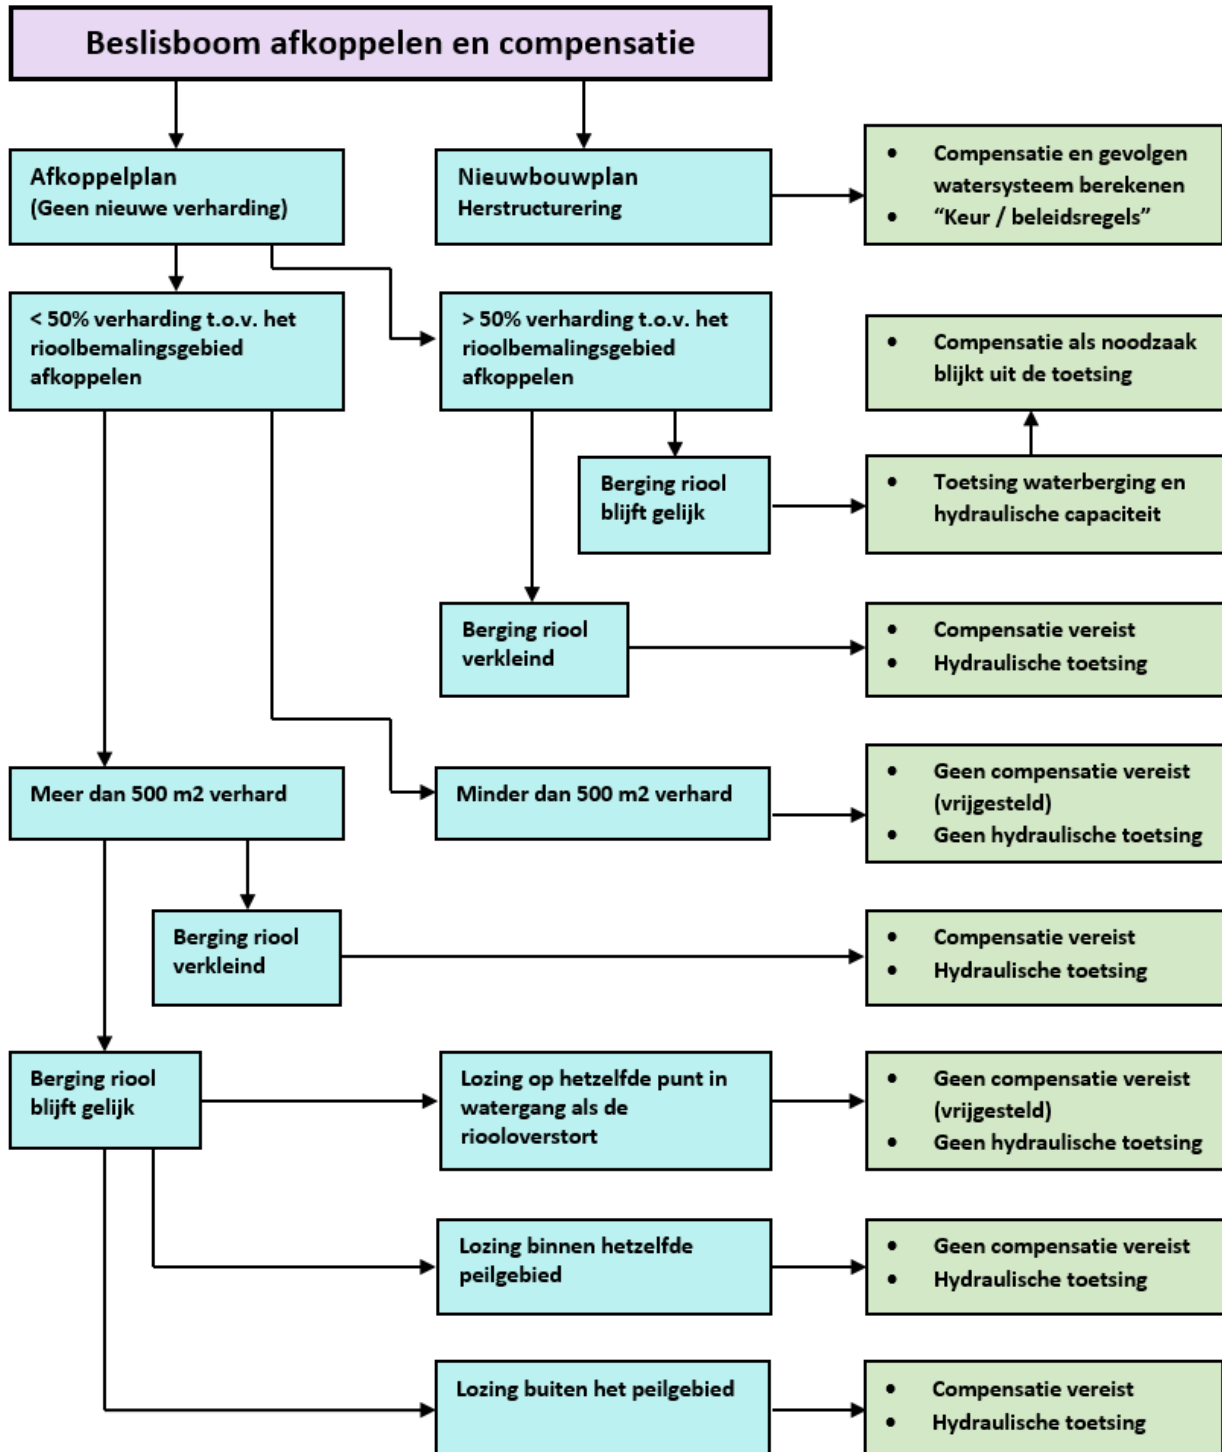 Beslisboom afkoppelen en compensatie
Afkoppelplan
(Geen nieuwe verharding)
Nieuwbouwplan
Herstructurering
• Compensatie en gevolgen
watersysteem berekenen
• “Keur / beleidsregels”
< 50% verharding t.o.v. het
rioolbemalingsgebied
afkoppelen
> 50% verharding t.o.v. het
rioolbemalingsgebied
afkoppelen
• Compensatie als noodzaak
blijkt uit de toetsing
Berging riool
blijft gelijk
• Toetsing waterberging en
hydraulische capaciteit
Berging riool
verkleind
• Compensatie vereist
• Hydraulische toetsing
Meer dan 500 m2 verhard
Minder dan 500 m2 verhard
• Geen compensatie vereist
(vrijgesteld)
• Geen hydraulische toetsing
Berging riool
verkleind
• Compensatie vereist
• Hydraulische toetsing
Berging riool
blijft gelijk
Lozing op hetzelfde punt in
watergang als de
riooloverstort
• Geen compensatie vereist
(vrijgesteld)
• Geen hydraulische toetsing
Lozing binnen hetzelfde
peilgebied
• Geen compensatie vereist
• Hydraulische toetsing
Lozing buiten het peilgebied
• Compensatie vereist
• Hydraulische toetsing